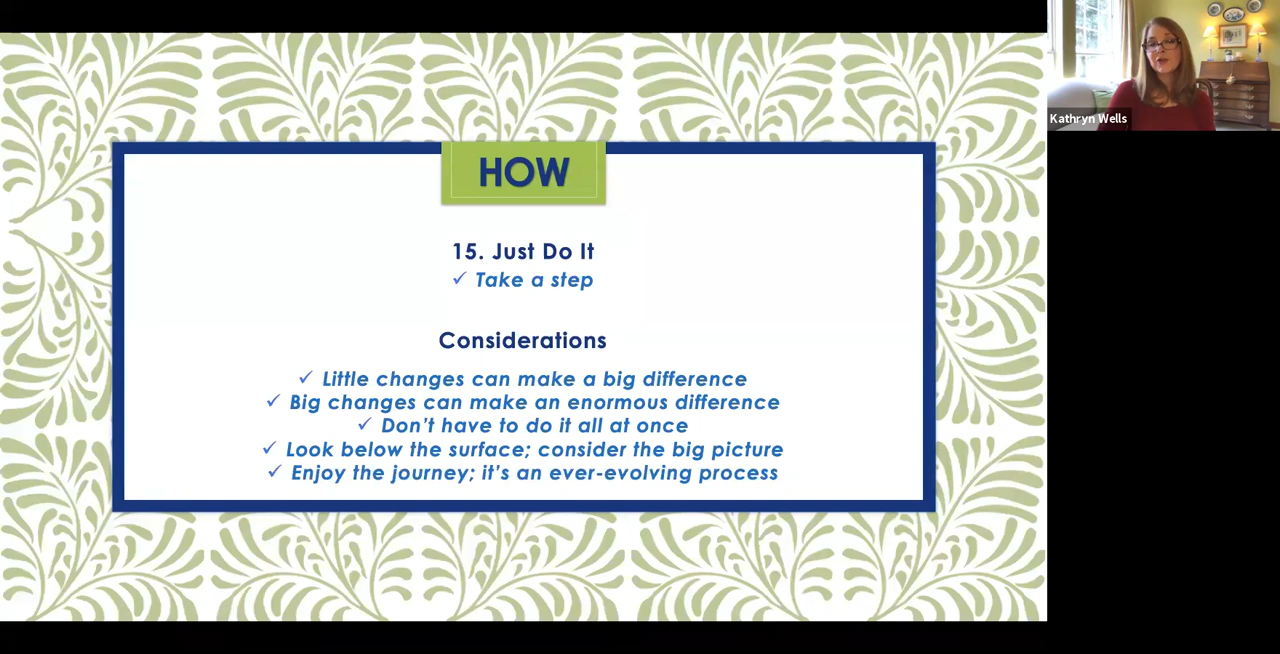 HOW
15. Just Do It
✓ Take a step
Considerations
✓ Little changes can make a big difference
✓ Big changes can make an enormous difference
✓ Don’t have to do it all at once
✓ Look below the surface; consider the big picture
✓ Enjoy the journey; it’s an ever-evolving process
Kathryn Wells